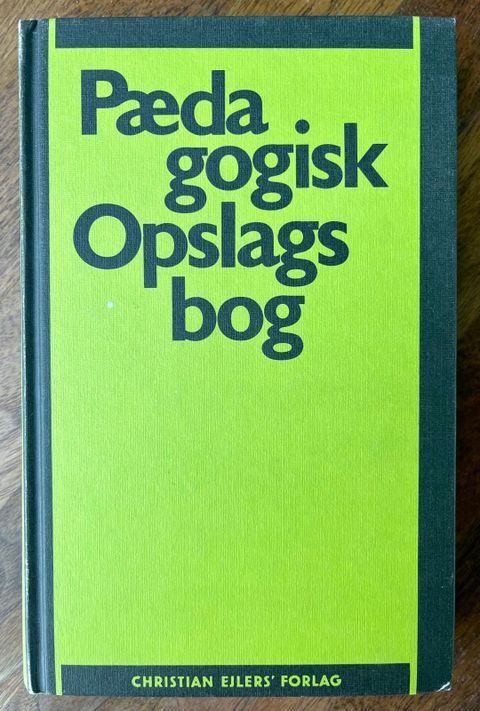 Pæda
gogisk
Opslags
bog
CHRISTIAN EJLERS' FORLAG